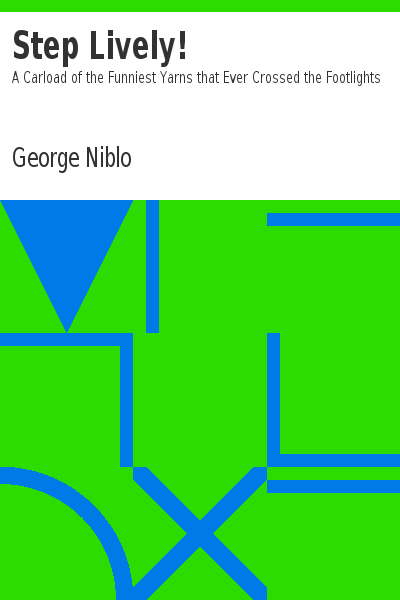 Step Lively!
A Carload of the Funniest Yarns that Ever Crossed the Footlights
George Niblo